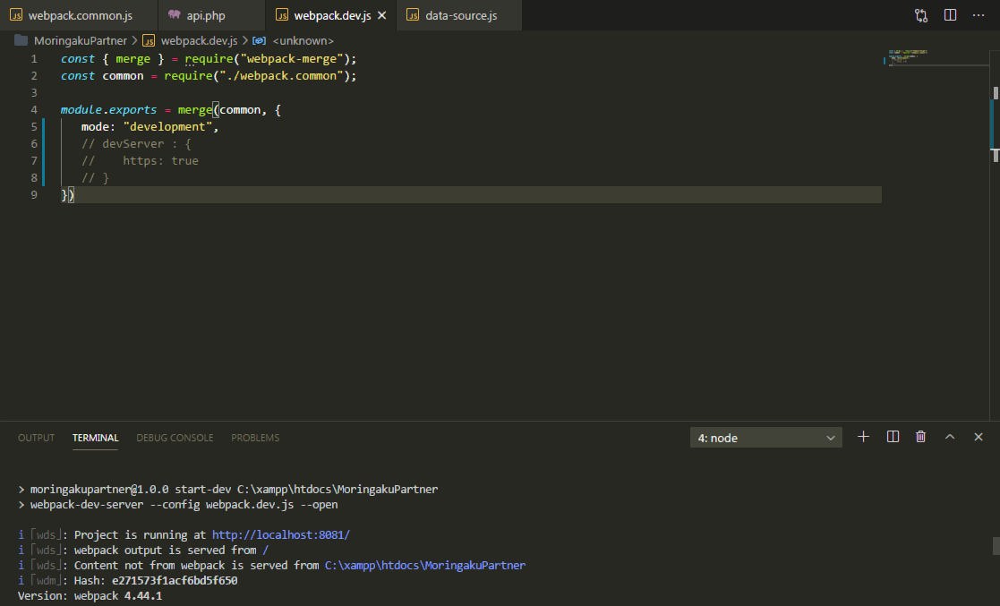 JS webpack.common.js api.php JS webpack.dev.js JS data-source.js
MoringakuPartner > JS webpack.dev.js > <unknown>
1 const { merge } = require("webpack-merge");
2 const common = require("./webpack.common");
3
4 module.exports = merge(common, {
5 mode: "development",
6 // devServer : {
7 // https: true
8 // }
9 })
OUTPUT TERMINAL DEBUG CONSOLE PROBLEMS 4: node
> moringakupartner@1.0.0 start-dev C:\xampp\htdocs\MoringakuPartner
> webpack-dev-server --config webpack.dev.js --open
i ｢wds｣: Project is running at http://localhost:8081/
i ｢wds｣: webpack output is served from /
i ｢wds｣: Content not from webpack is served from C:\xampp\htdocs\MoringakuPartner
i ｢wdm｣: Hash: e271573f1acf6bd5f650
Version: webpack 4.44.1